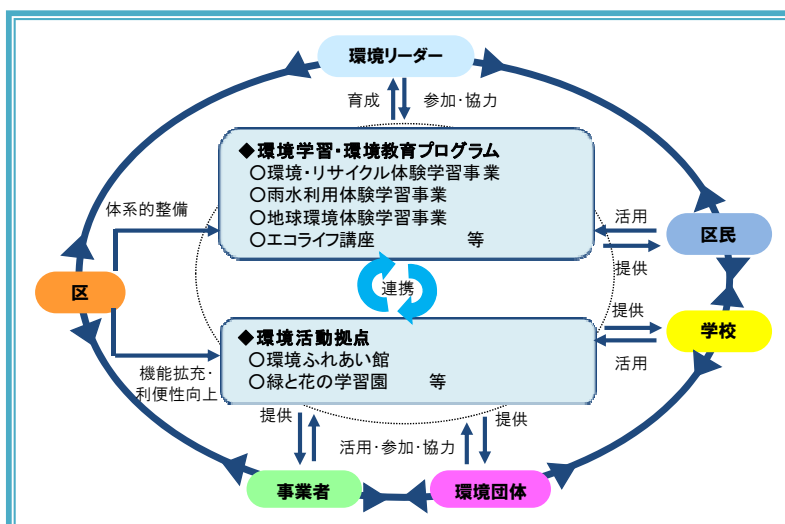 環境リーダー
育成
参加・協力
◆環境学習・環境教育プログラム
○環境・リサイクル体験学習事業
○雨水利用体験学習事業
○地球環境体験学習事業
○エコライフ講座　　　　等
体系的整備
活用
区民
提供
区
連携
提供
学校
活用
◆環境活動拠点
○環境ふれあい館
○緑と花の学習園　　等
機能拡充・
利便性向上
提供
活用・参加・協力
提供
事業者
環境団体